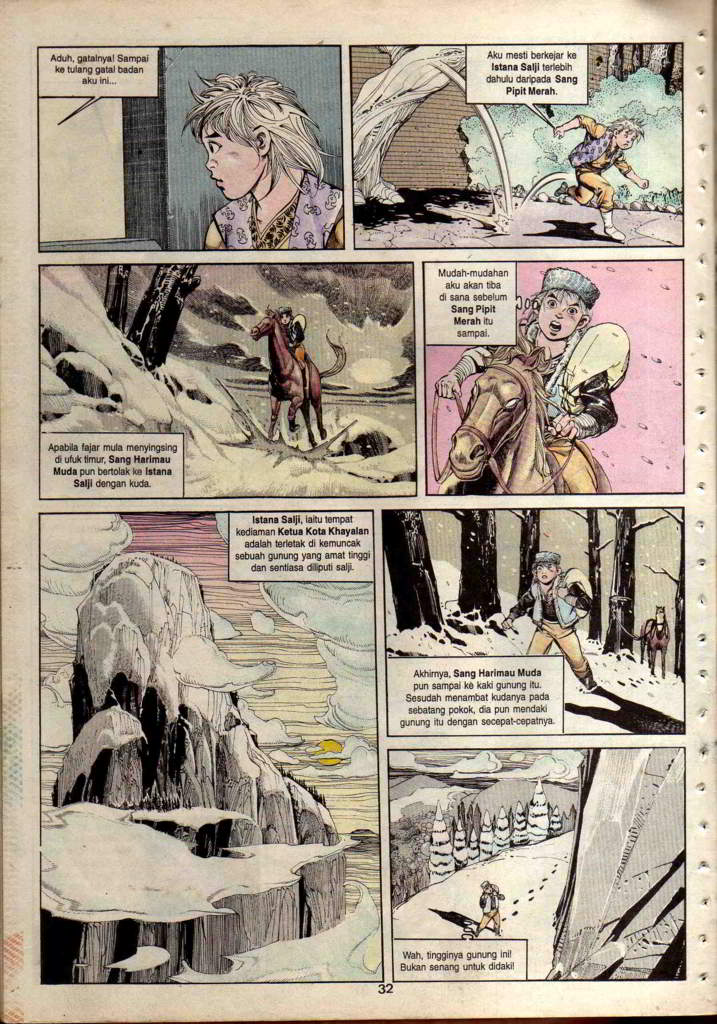 Aduh, gatalnya! Sampai
ke tulang gatal badan
aku ini...
Aku mesti berkejar ke
Istana Salji terlebih
dahulu daripada Sang
Pipit Merah.
Apabila fajar mula menyingsing
di ufuk timur, Sang Harimau
Muda pun bertolak ke Istana
Salji dengan kuda.
Mudah-mudahan
aku akan tiba
di sana sebelum
Sang Pipit
Merah itu
sampai.
Istana Salji, iaitu tempat
kediaman Ketua Kota Khayalan
adalah terletak di kemuncak
sebuah gunung yang amat tinggi
dan sentiasa diliputi salji.
Akhirnya, Sang Harimau Muda
pun sampai ke kaki gunung itu.
Sesudah menambat kudanya pada
sebatang pokok, dia pun mendaki
gunung itu dengan secepat-cepatnya.
Wah, tingginya gunung ini!
Bukan senang untuk didaki!
32